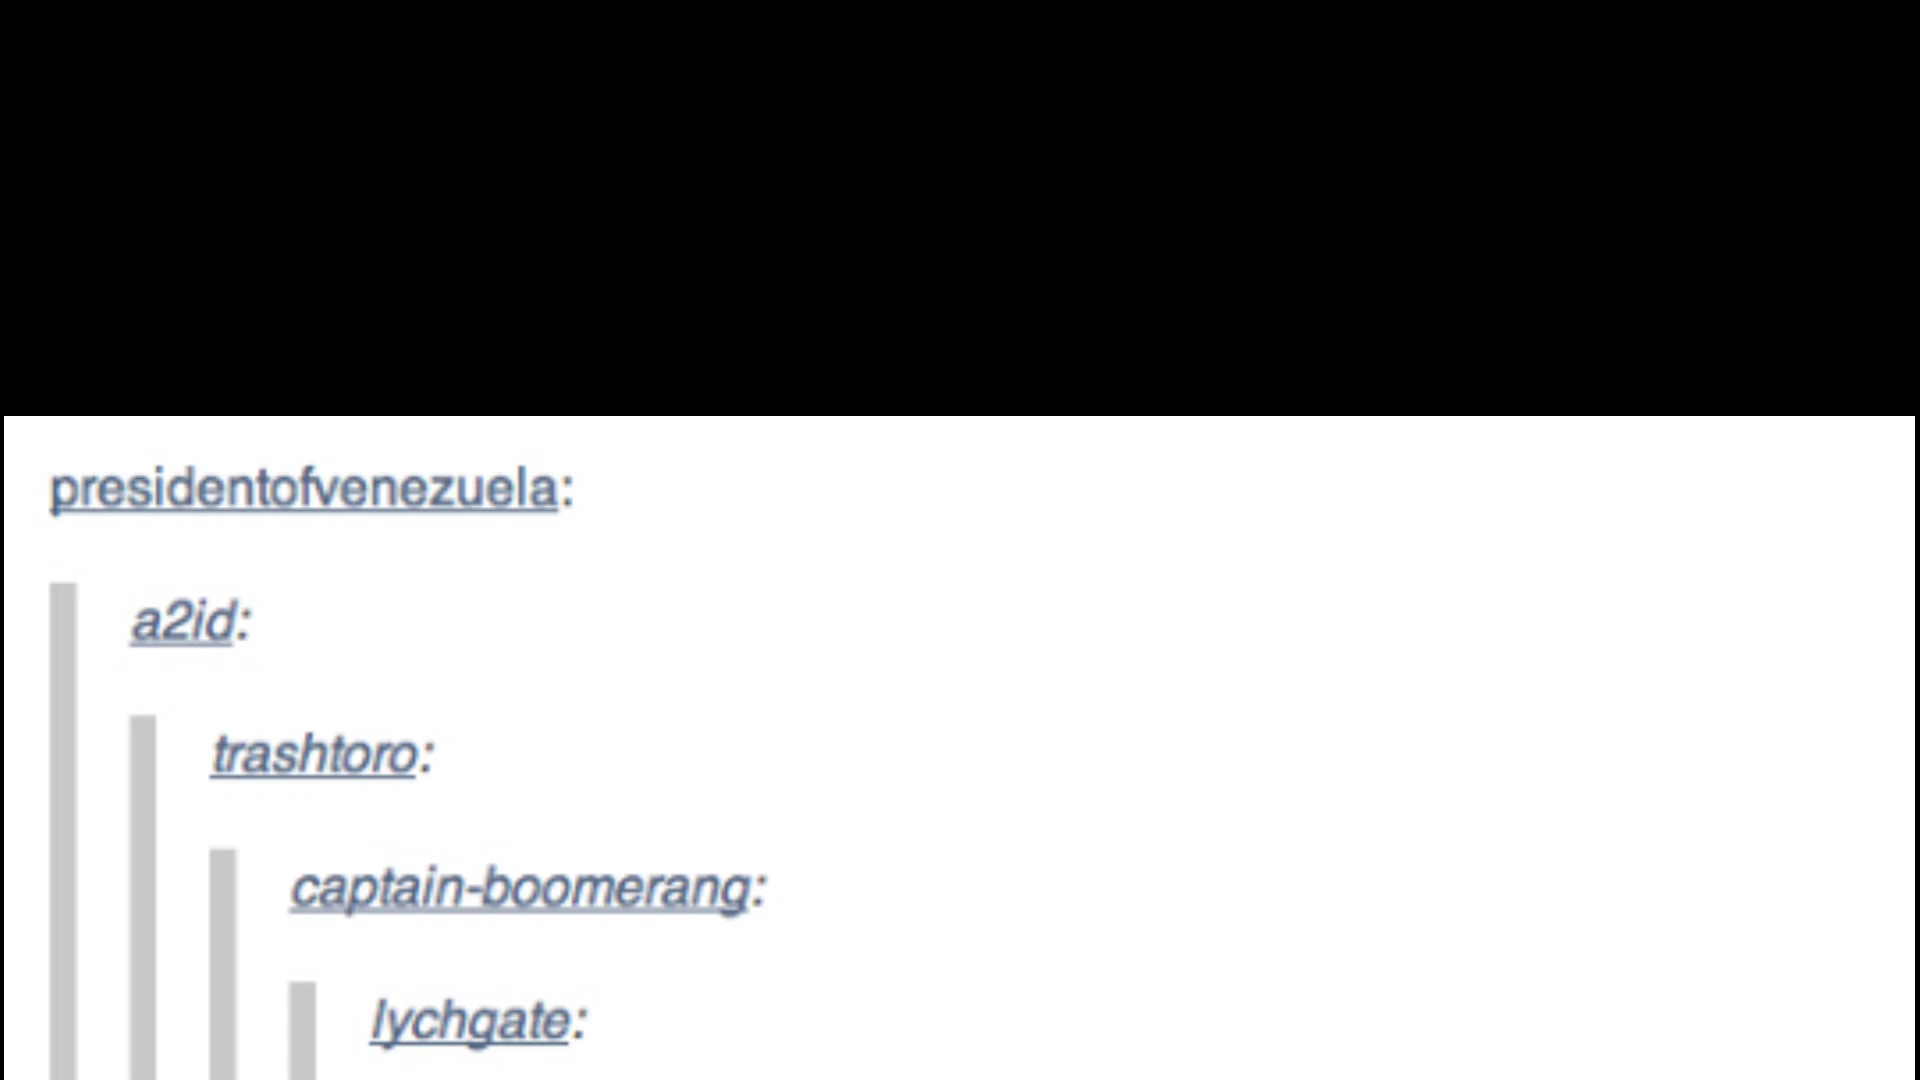 presidentofvenezuela:
a2id:
trashtoro:
captain-boomerang:
lychgate: